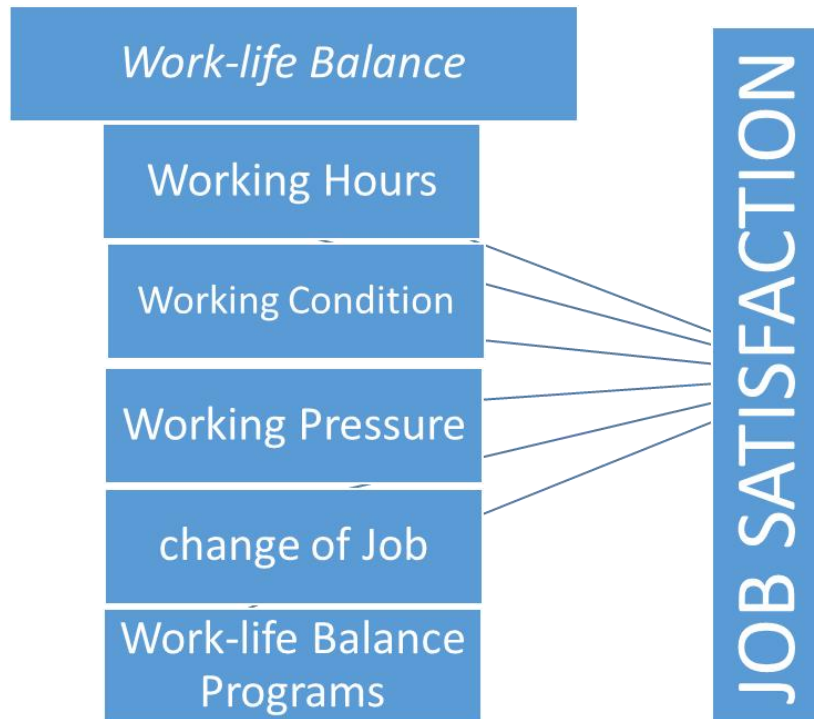 Work-life Balance
Working Hours
Working Condition
Working Pressure
change of Job
Work-life Balance
Programs
JOB SATISFACTION